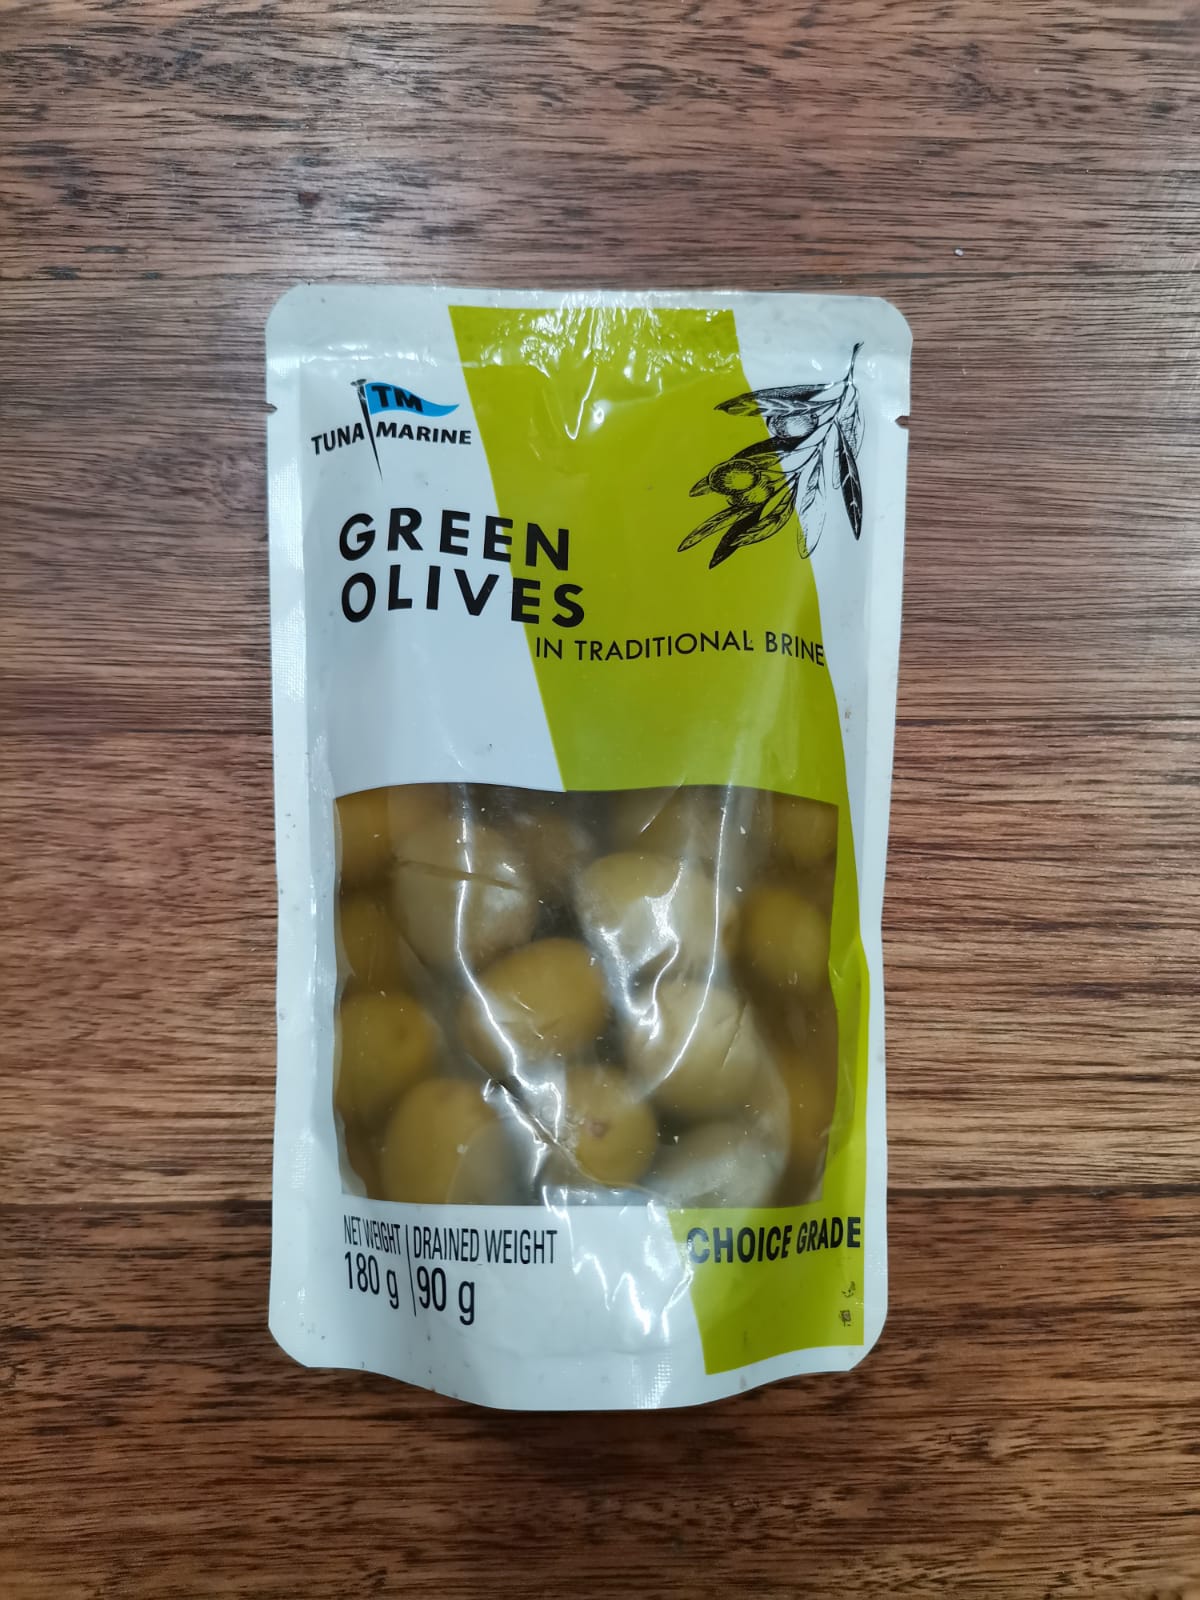 TM
TUNA MARINE
GREEN
OLIVES
IN TRADITIONAL BRINE
NET WEIGHT | DRAINED WEIGHT
180 g | 90 g
CHOICE GRADE